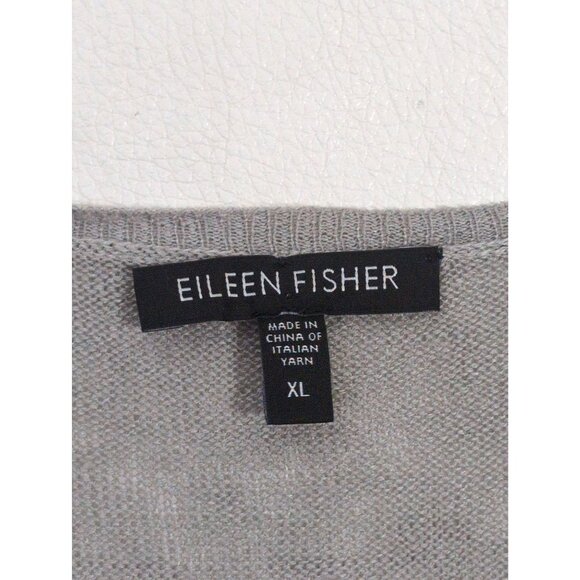 EILEEN FISHER
MADE IN
CHINA OF
ITALIAN
YARN
XL